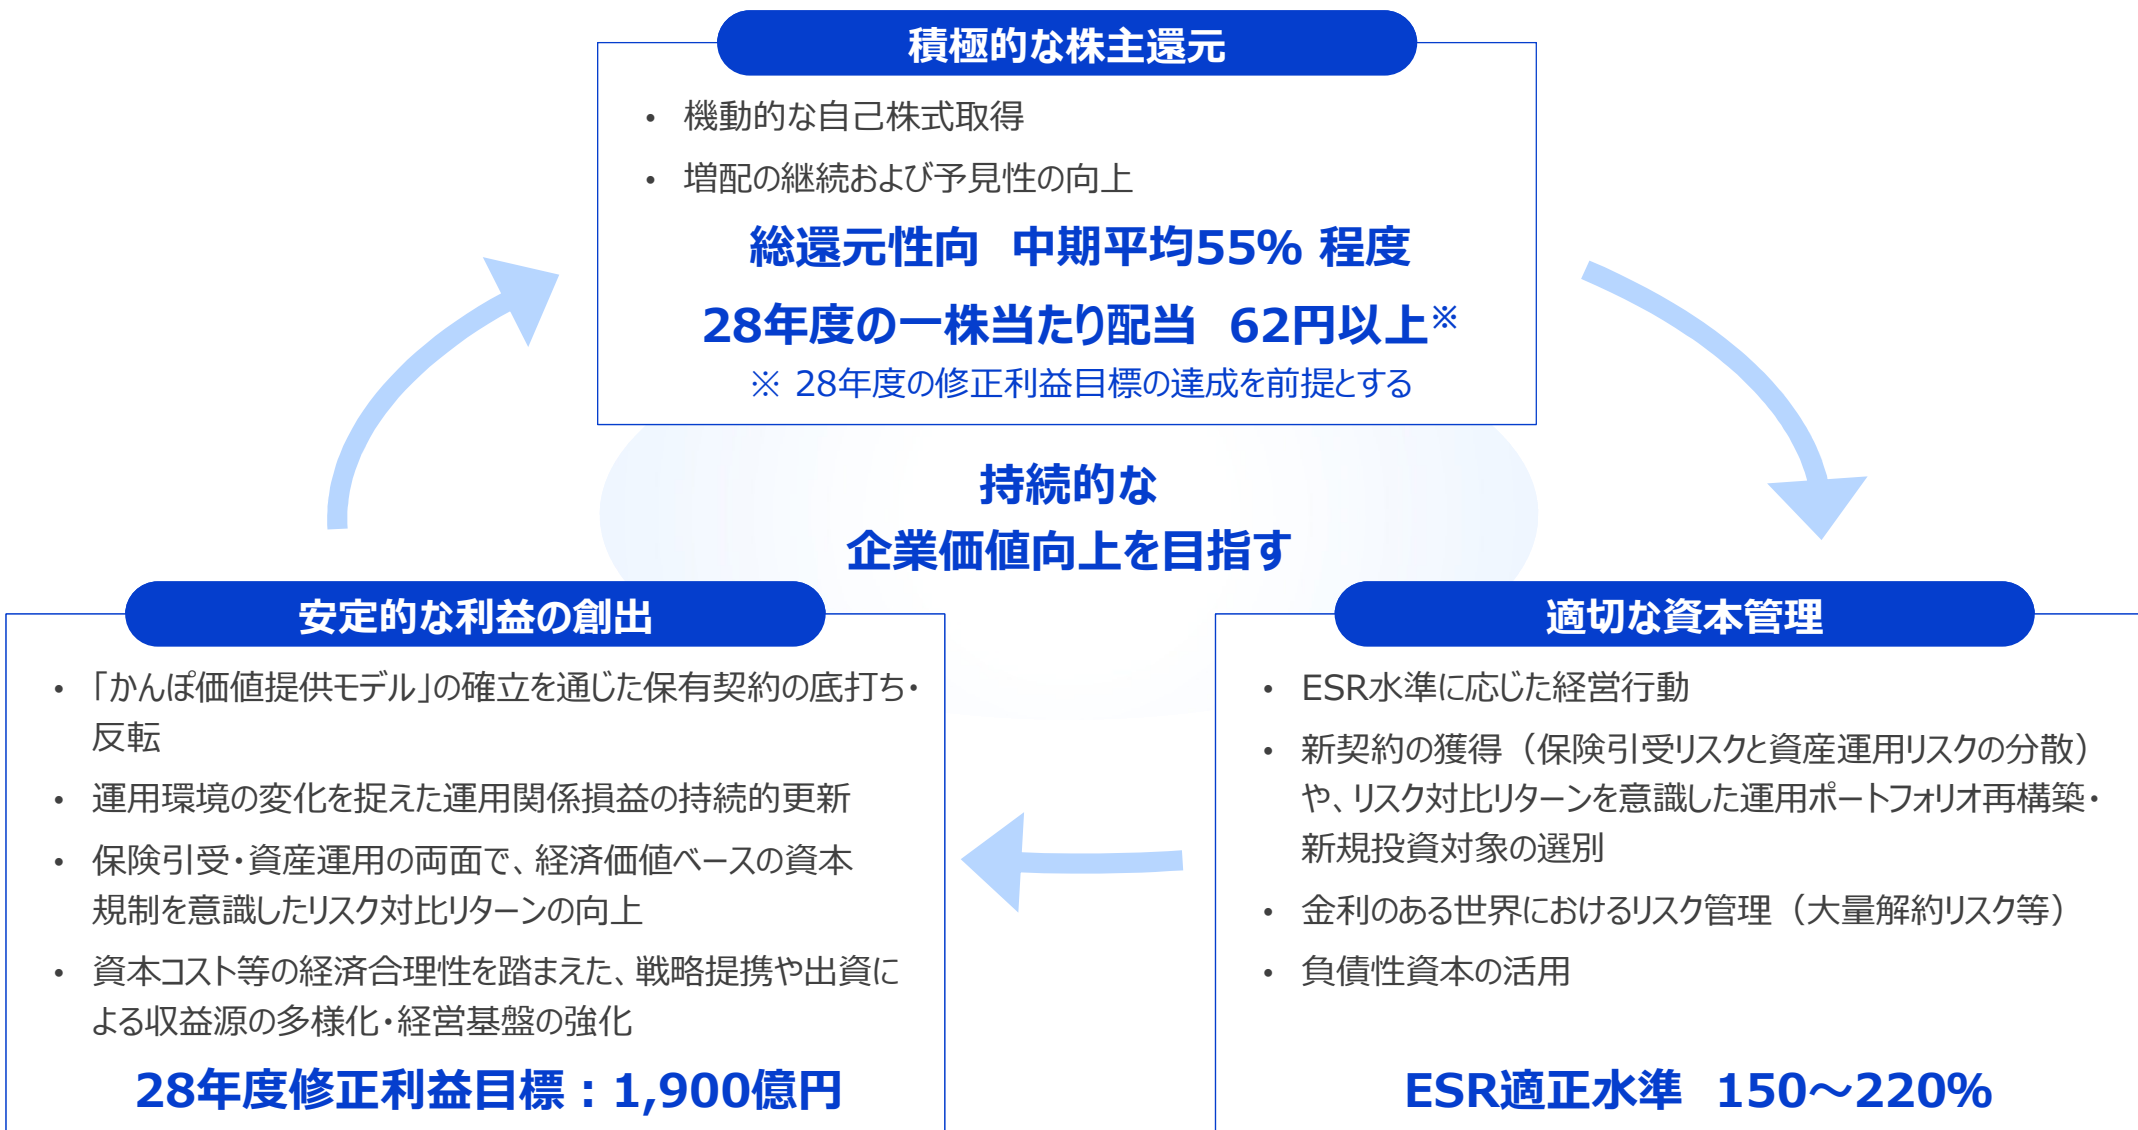 積極的な株主還元
• 機動的な自己株式取得
• 増配の継続および予見性の向上
総還元性向 中期平均55% 程度
28年度の一株当たり配当 62円以上※
※ 28年度の修正利益目標の達成を前提とする
持続的な
企業価値向上を目指す
安定的な利益の創出
• 「かんぽ価値提供モデル」の確立を通じた保有契約の底打ち・
反転
• 運用環境の変化を捉えた運用関係損益の持続的更新
• 保険引受・資産運用の両面で、経済価値ベースの資本
規制を意識したリスク対比リターンの向上
• 資本コスト等の経済合理性を踏まえた、戦略提携や出資に
よる収益源の多様化・経営基盤の強化
28年度修正利益目標：1,900億円
適切な資本管理
• ESR水準に応じた経営行動
• 新契約の獲得（保険引受リスクと資産運用リスクの分散）
や、リスク対比リターンを意識した運用ポートフォリオ再構築・
新規投資対象の選別
• 金利のある世界におけるリスク管理（大量解約リスク等）
• 負債性資本の活用
ESR適正水準 150～220%